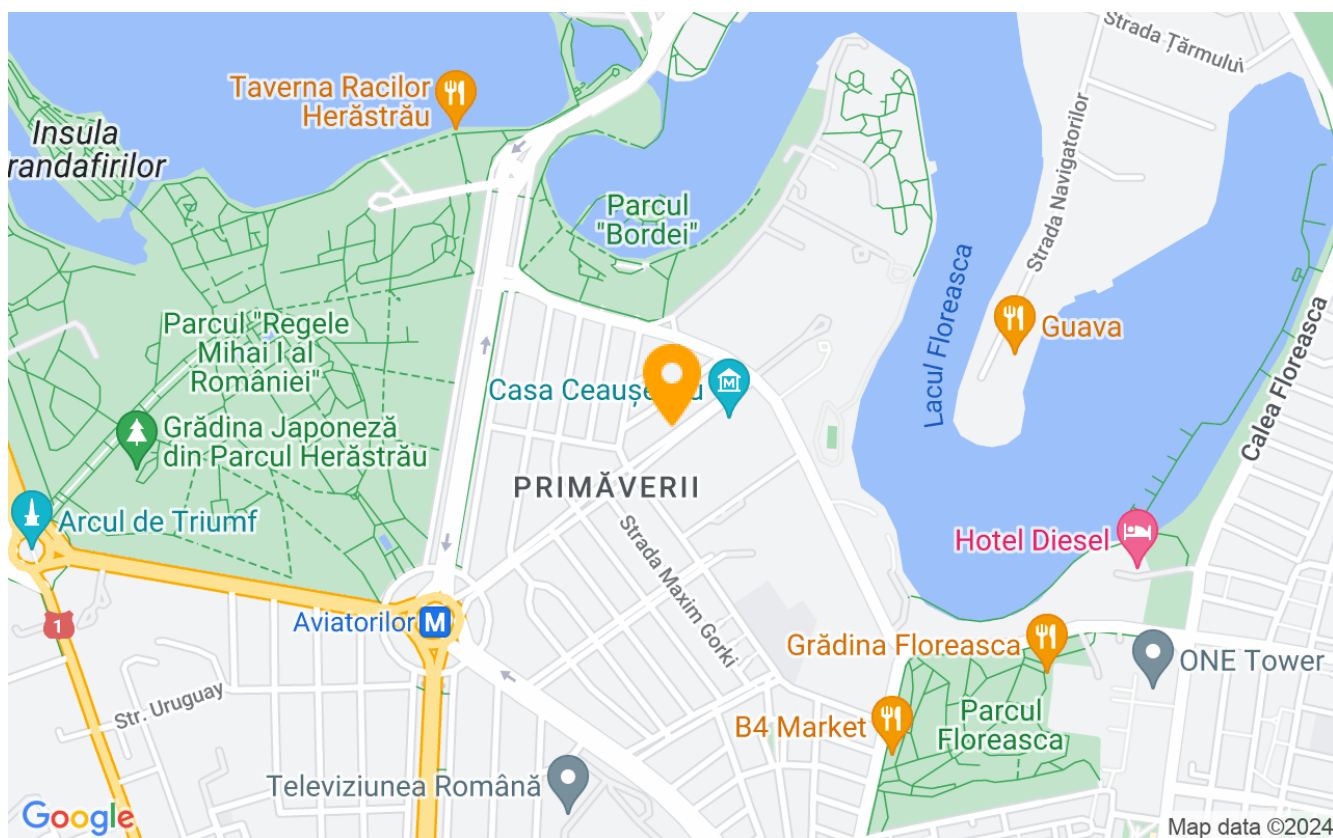 Strada Țărmului
Taverna Racilor
Herăstrău
Insula
randafirilor
Strada Navigatorilor
Parcul
"Bordei"
Lacul Floreasca
Calea Floreasca
Parcul "Regele
Mihai I al
României"
Guava
Casa Ceaușe
u
Grădina Japoneză
din Parcul Herăstrău
PRIMĂVERII
Arcul de Triumf
Strada Maxim Gorki
Hotel Diesel
Aviatorilor M
1
Grădina Floreasca
ONE Tower
Str. Uruguay
B4 Market
Parcul
Floreasca
Televiziunea Română
Google
Map data ©2024